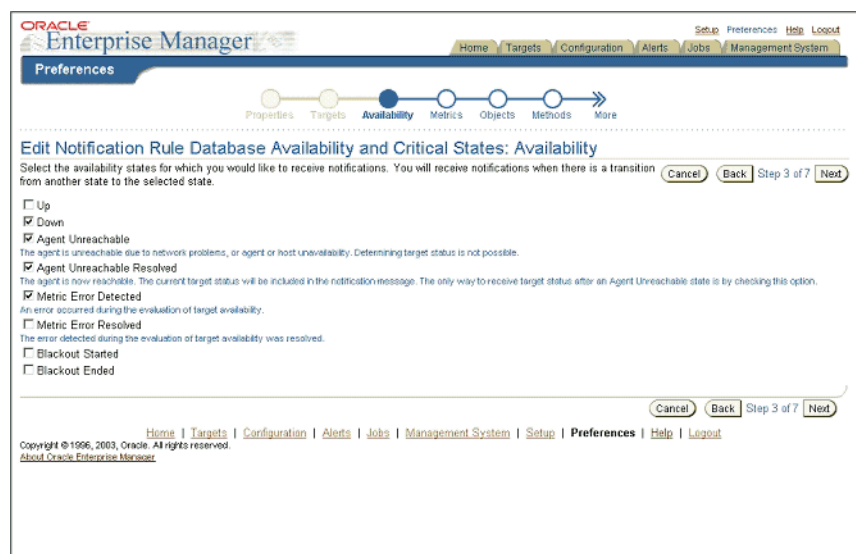 ORACLE
Enterprise Manager
Setup Preferences Help Logout
Home Targets Configuration Alerts Jobs Management System
Preferences
Properties Targets Availability Metrics Objects Methods More
Edit Notification Rule Database Availability and Critical States: Availability
Select the availability states for which you would like to receive notifications. You will receive notifications when there is a transition
from another state to the selected state.
Cancel Back Step 3 of 7 Next
Up
Down
Agent Unreachable
The agent is unreachable due to network problems, or agent or host unavailability. Determining target status is not possible.
Agent Unreachable Resolved
The agent is now reachable. The current target status will be included in the notification message. The only way to receive target status after an Agent Unreachable state is by checking this option.
Metric Error Detected
An error occurred during the evaluation of target availability.
Metric Error Resolved
The error detected during the evaluation of target availability was resolved.
Blackout Started
Blackout Ended
Cancel Back Step 3 of 7 Next
Home | Targets | Configuration | Alerts | Jobs | Management System | Setup | Preferences | Help | Logout
Copyright © 1996, 2003, Oracle. All rights reserved.
About Oracle Enterprise Manager